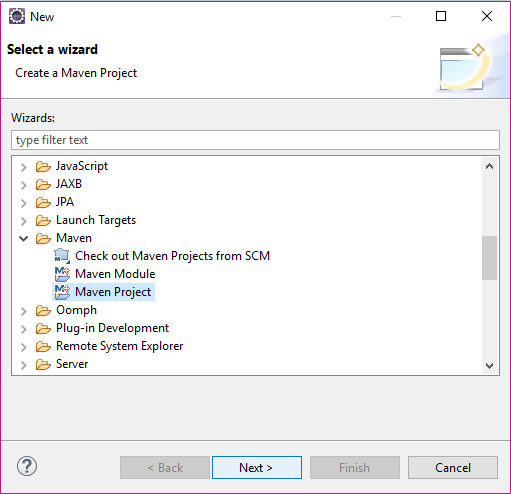 New
Select a wizard
Create a Maven Project
Wizards:
type filter text
JavaScript
JAXB
JPA
Launch Targets
Maven
Check out Maven Projects from SCM
Maven Module
Maven Project
Oomph
Plug-in Development
Remote System Explorer
Server
?
< Back
Next >
Finish
Cancel